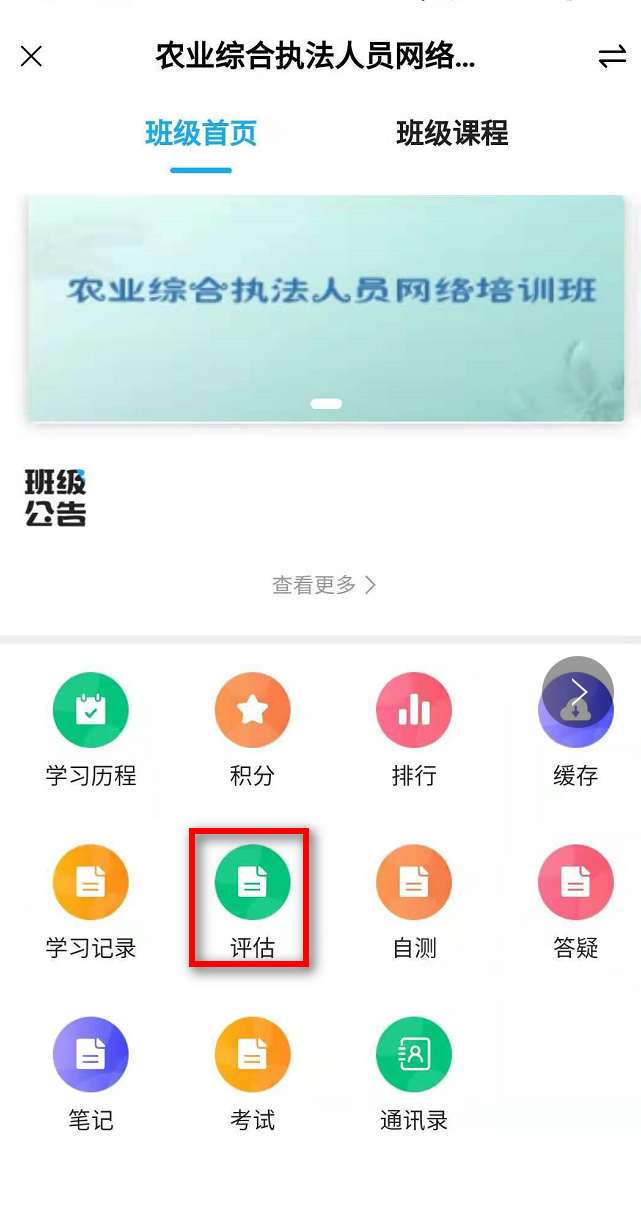 农业综合执法人员网络...
班级首页 班级课程
农业综合执法人员网络培训班
班级
公告
查看更多
学习历程 积分 排行 缓存
学习记录 评估 自测 答疑
笔记 考试 通讯录